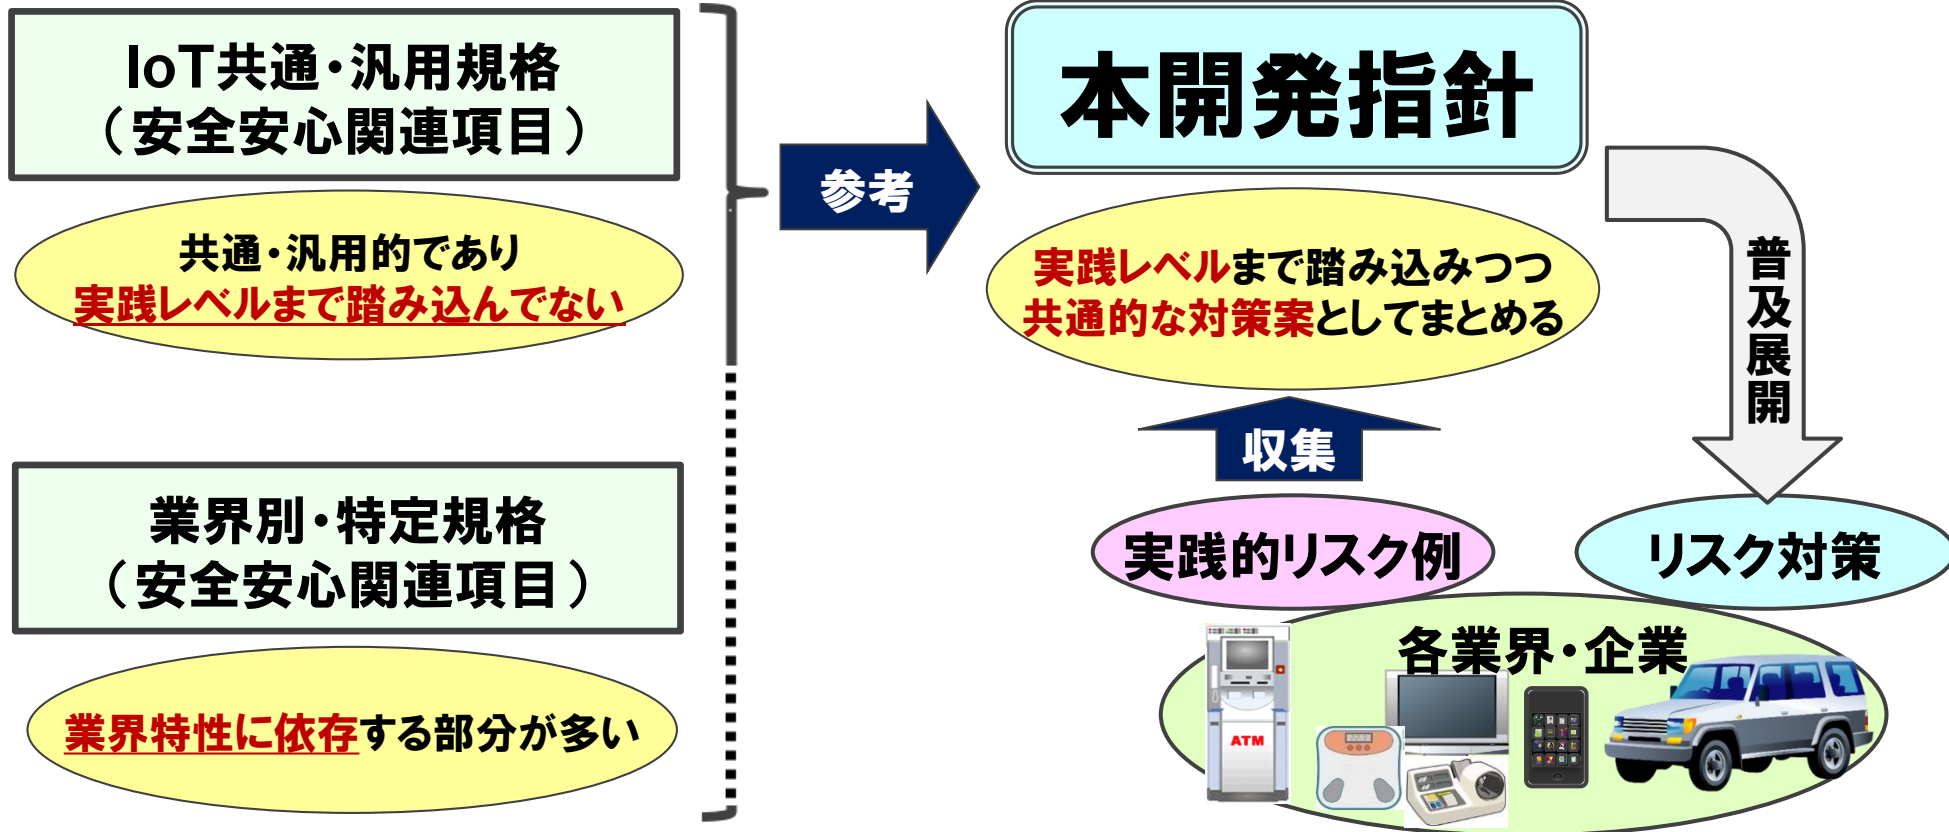 IoT共通・汎用規格
（安全安心関連項目）
共通・汎用的であり
実践レベルまで踏み込んでない
業界別・特定規格
（安全安心関連項目）
業界特性に依存する部分が多い
参考
本開発指針
実践レベルまで踏み込みつつ
共通的な対策案としてまとめる
収集
普及展開
実践的リスク例
リスク対策
各業界・企業
ATM